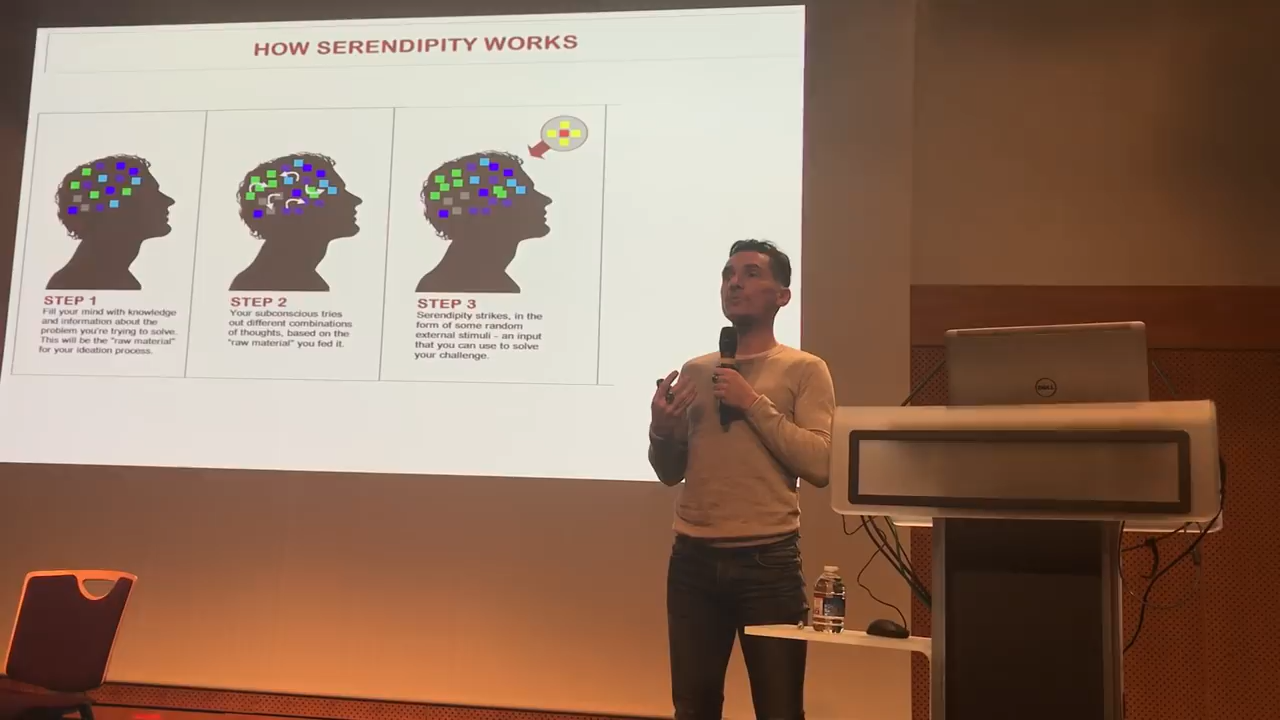 HOW SERENDIPITY WORKS
STEP 1
Fill your mind with knowledge
and information about the
problem you're trying to solve.
This will be the "raw material"
for your ideation process.
STEP 2
Your subconscious tries
out different combinations
of thoughts, based on the
"raw material" you fed it.
STEP 3
Serendipity strikes, in the
form of some random
external stimuli - an input
that you can use to solve
your challenge.
DELL